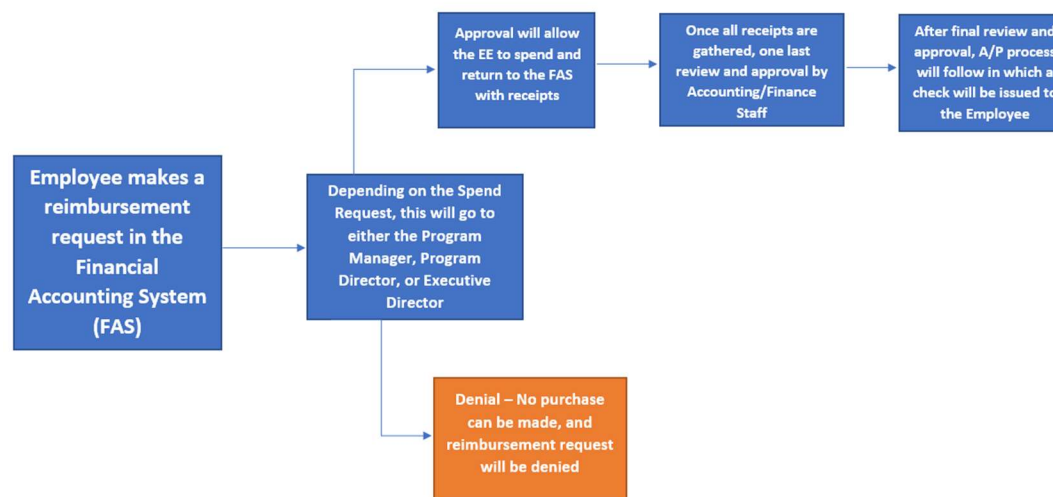 Approval will allow
the EE to spend and
return to the FAS
with receipts
Once all receipts are
gathered, one last
review and approval by
Accounting/Finance
Staff
After final review and
approval, A/P process
will follow in which a
check will be issued to
the Employee
Employee makes a
reimbursement
request in the
Financial
Accounting System
(FAS)
Depending on the Spend
Request, this will go to
either the Program
Manager, Program
Director, or Executive
Director
Denial – No purchase
can be made, and
reimbursement request
will be denied